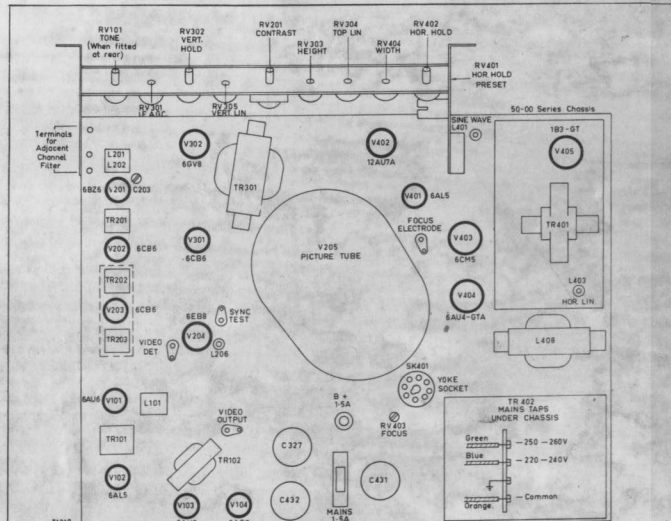 RV101
TONE
(When fitted
at rear)
RV302
VERT.
HOLD
RV201
CONTRAST
RV303
HEIGHT
RV304
TOP LIN
RV404
WIDTH
RV402
HOR. HOLD
RV401
HOR. HOLD
PRESET
RV301
I.F. AGC.
RV305
VERT. LIN
50-00 Series Chassis
Terminals
for
Adjacent
Channel
Filter
L201
L202
V302
6GV8
TR301
V402
12AU7A
SINE WAVE
L401
1B3-GT
V405
6BZ6
C203
V401
6AL5
TR201
TR401
FOCUS
ELECTRODE
V205
PICTURE TUBE
V202
6CB6
V301
6CB6
V403
6CM5
TR202
V404
6AU4-GTA
L403
HOR. LIN
V203
6CB6
6EB8
V204
SYNC
TEST
TR203
VIDEO
DET
L206
L408
SK401
YOKE
SOCKET
6AU6
V101
L101
B +
1·5A
RV403
FOCUS
TR 402
MAINS TAPS
UNDER CHASSIS
VIDEO
OUTPUT
TR101
TR102
C327
Green
250 - 260V
Blue
220 - 240V
V102
6AL5
C431
C432
Common
Orange.
V103
V104
MAINS
1·5A